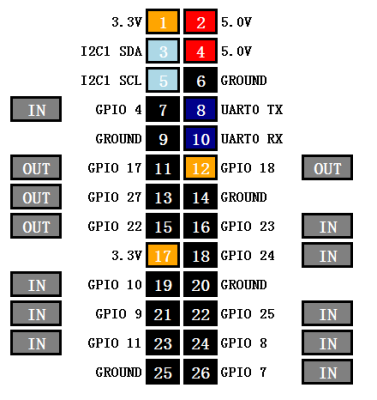 3.3V 1 2 5.0V
I2C1 SDA 3 4 5.0V
I2C1 SCL 5 6 GROUND
IN GPIO 4 7 8 UART0 TX
GROUND 9 10 UART0 RX
OUT GPIO 17 11 12 GPIO 18 OUT
OUT GPIO 27 13 14 GROUND
OUT GPIO 22 15 16 GPIO 23 IN
3.3V 17 18 GPIO 24 IN
IN GPIO 10 19 20 GROUND
IN GPIO 9 21 22 GPIO 25 IN
IN GPIO 11 23 24 GPIO 8 IN
GROUND 25 26 GPIO 7 IN